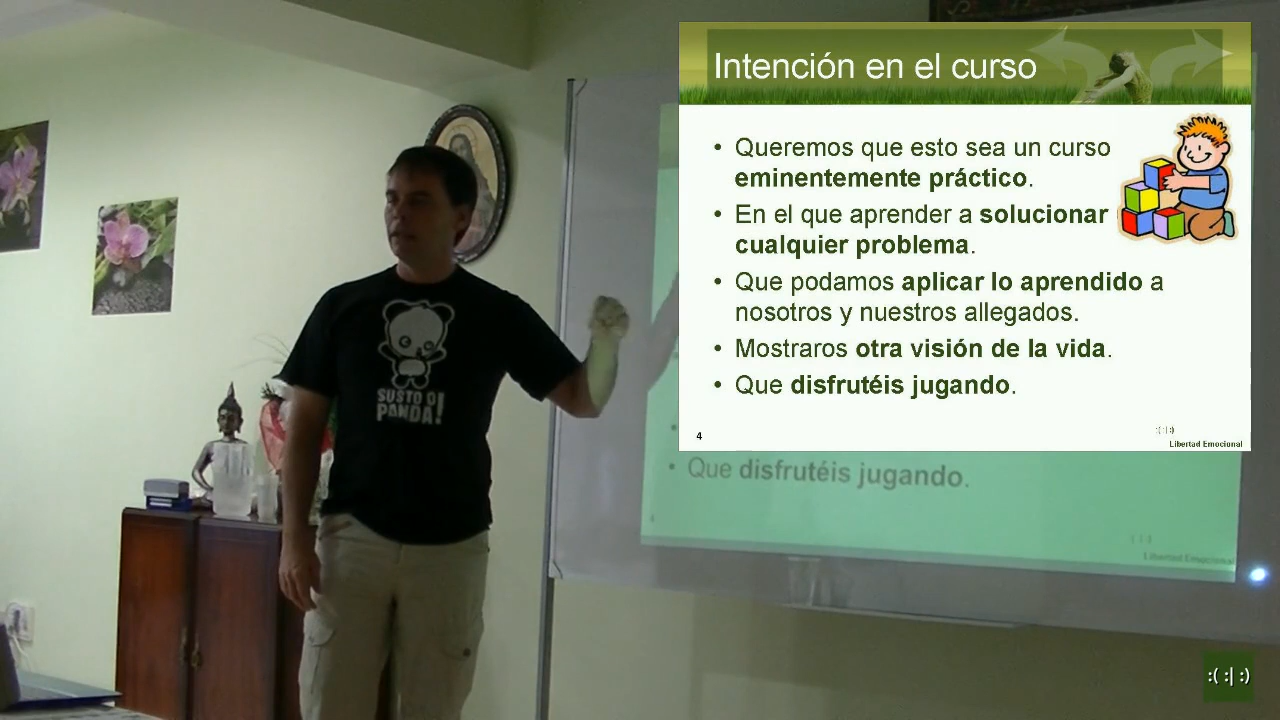 Intención en el curso
• Queremos que esto sea un curso
eminentemente práctico.
• En el que aprender a solucionar
cualquier problema.
• Que podamos aplicar lo aprendido a
nosotros y nuestros allegados.
• Mostraros otra visión de la vida.
• Que disfrutéis jugando.
4
:(:|:)
Libertad Emocional
SUSTO O
PANDA!
• Que disfrutéis jugando.
Libertad Emocional
:( :| :)